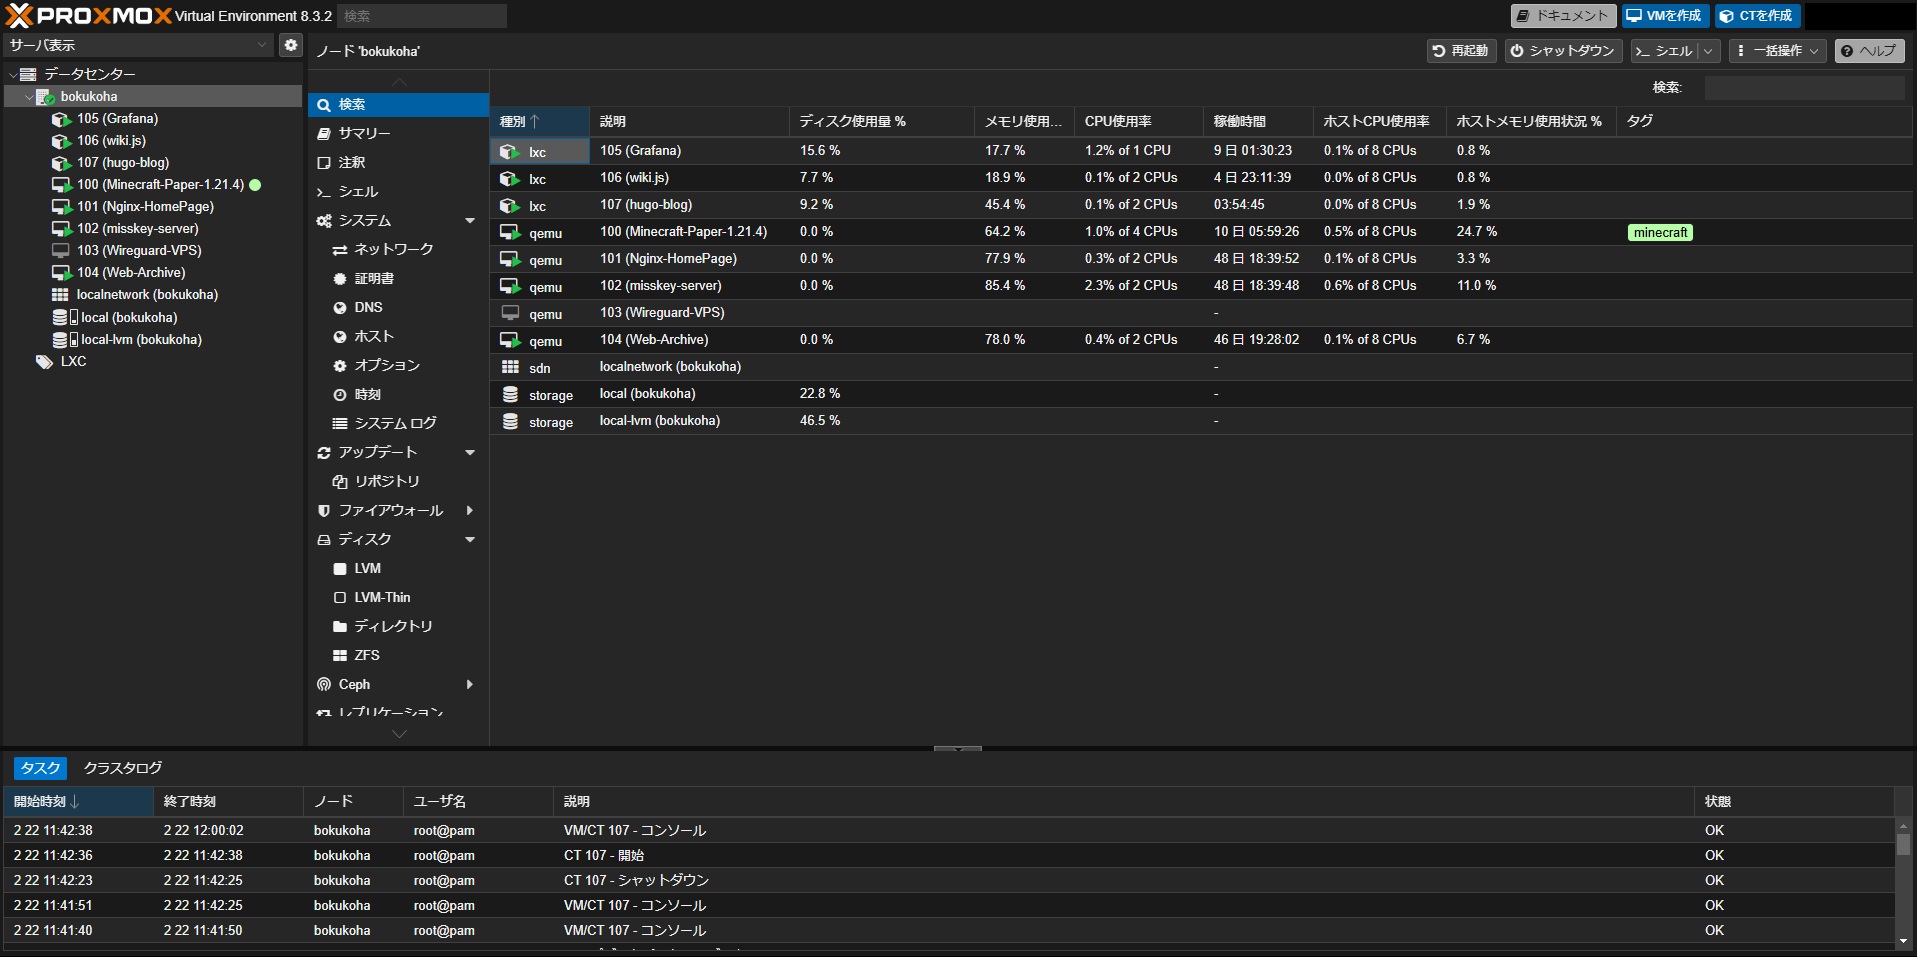 PROXMOX Virtual Environment 8.3.2 検索 ドキュメント VMを作成 CTを作成
サーバ表示
データセンター
bokukoha
105 (Grafana)
106 (wiki.js)
107 (hugo-blog)
100 (Minecraft-Paper-1.21.4)
101 (Nginx-HomePage)
102 (misskey-server)
103 (Wireguard-VPS)
104 (Web-Archive)
localnetwork (bokukoha)
local (bokukoha)
local-lvm (bokukoha)
LXC
ノード 'bokukoha' 再起動 シャットダウン シェル 一括操作 ヘルプ
検索
サマリー
注釈
シェル
システム
ネットワーク
証明書
DNS
ホスト
オプション
時刻
システム ログ
アップデート
リポジトリ
ファイアウォール
ディスク
LVM
LVM-Thin
ディレクトリ
ZFS
Ceph
レプリケーション
検索:
種別 説明 ディスク使用量 % メモリ使用... CPU使用率 稼働時間 ホストCPU使用率 ホストメモリ使用状況 % タグ
lxc 105 (Grafana) 15.6 % 17.7 % 1.2% of 1 CPU 9 日 01:30:23 0.1% of 8 CPUs 0.8 %
lxc 106 (wiki.js) 7.7 % 18.9 % 0.1% of 2 CPUs 4 日 23:11:39 0.0% of 8 CPUs 0.8 %
lxc 107 (hugo-blog) 9.2 % 45.4 % 0.1% of 2 CPUs 03:54:45 0.0% of 8 CPUs 1.9 %
qemu 100 (Minecraft-Paper-1.21.4) 0.0 % 64.2 % 1.0% of 4 CPUs 10 日 05:59:26 0.5% of 8 CPUs 24.7 % minecraft
qemu 101 (Nginx-HomePage) 0.0 % 77.9 % 0.3% of 2 CPUs 48 日 18:39:52 0.1% of 8 CPUs 3.3 %
qemu 102 (misskey-server) 0.0 % 85.4 % 2.3% of 2 CPUs 48 日 18:39:48 0.6% of 8 CPUs 11.0 %
qemu 103 (Wireguard-VPS) -
qemu 104 (Web-Archive) 0.0 % 78.0 % 0.4% of 2 CPUs 46 日 19:28:02 0.1% of 8 CPUs 6.7 %
sdn localnetwork (bokukoha) -
storage local (bokukoha) 22.8 % -
storage local-lvm (bokukoha) 46.5 % -
タスク クラスタログ
開始時刻 終了時刻 ノード ユーザ名 説明 状態
2 22 11:42:38 2 22 12:00:02 bokukoha root@pam VM/CT 107 - コンソール OK
2 22 11:42:36 2 22 11:42:38 bokukoha root@pam CT 107 - 開始 OK
2 22 11:42:23 2 22 11:42:25 bokukoha root@pam CT 107 - シャットダウン OK
2 22 11:41:51 2 22 11:42:25 bokukoha root@pam VM/CT 107 - コンソール OK
2 22 11:41:40 2 22 11:41:50 bokukoha root@pam VM/CT 107 - コンソール OK